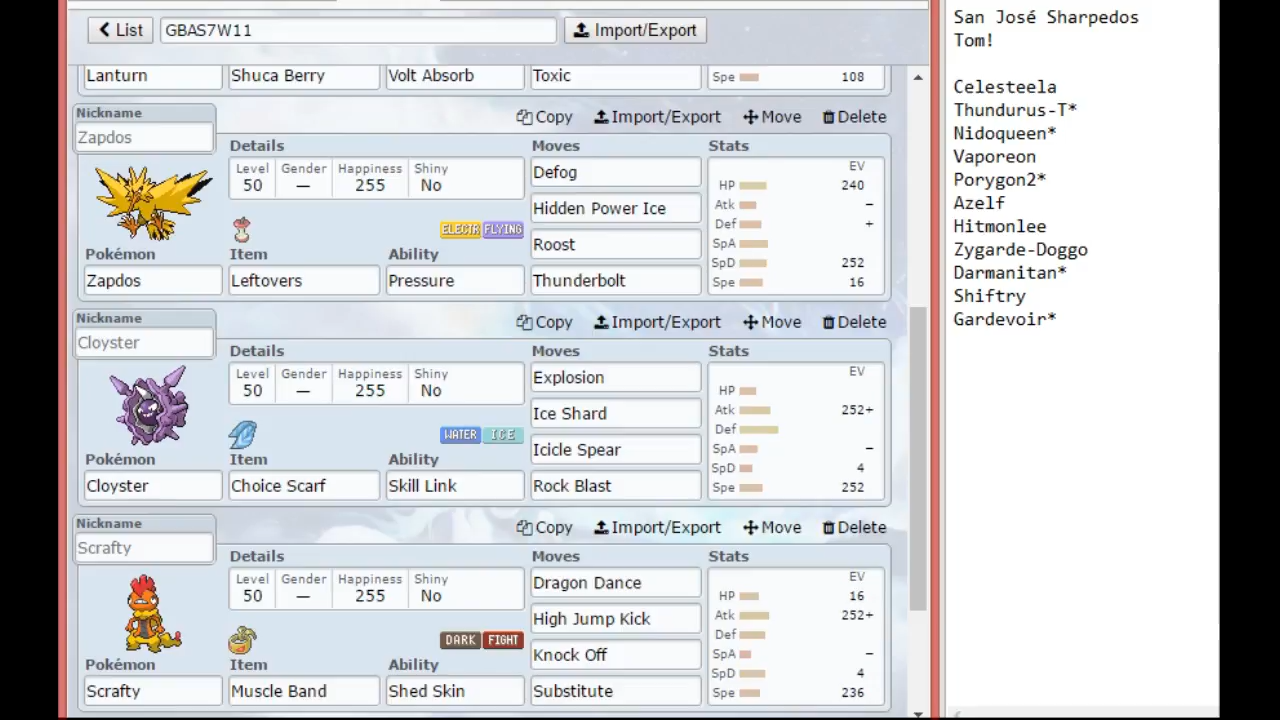 List
GBAS7W11
Import/Export
Lanturn
Shuca Berry
Volt Absorb
Toxic
Spe 108
Nickname
Zapdos
Copy Import/Export Move Delete
Details
Level Gender Happiness Shiny
50 — 255 No
ELECTR FLYING
Pokémon Item Ability
Zapdos Leftovers Pressure
Moves
Defog
Hidden Power Ice
Roost
Thunderbolt
Stats
EV
HP 240
Atk −
Def +
SpA
SpD 252
Spe 16
Nickname
Cloyster
Copy Import/Export Move Delete
Details
Level Gender Happiness Shiny
50 — 255 No
WATER ICE
Pokémon Item Ability
Cloyster Choice Scarf Skill Link
Moves
Explosion
Ice Shard
Icicle Spear
Rock Blast
Stats
EV
HP
Atk 252+
Def
SpA −
SpD 4
Spe 252
Nickname
Scrafty
Copy Import/Export Move Delete
Details
Level Gender Happiness Shiny
50 — 255 No
DARK FIGHT
Pokémon Item Ability
Scrafty Muscle Band Shed Skin
Moves
Dragon Dance
High Jump Kick
Knock Off
Substitute
Stats
EV
HP 16
Atk 252+
Def
SpA −
SpD 4
Spe 236
San José Sharpedos
Tom!
Celesteela
Thundurus-T*
Nidoqueen*
Vaporeon
Porygon2*
Azelf
Hitmonlee
Zygarde-Doggo
Darmanitan*
Shiftry
Gardevoir*